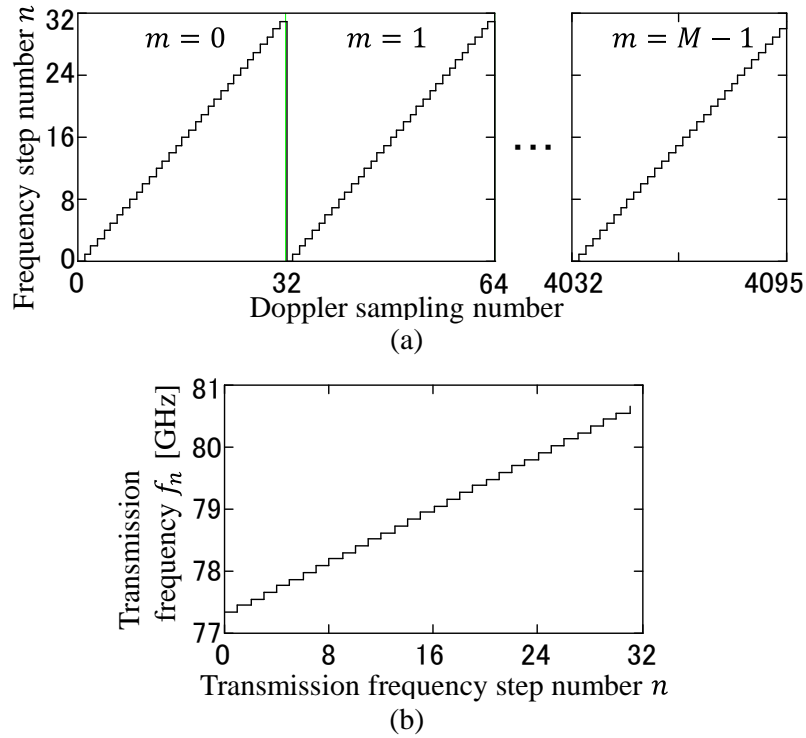 Frequency step number n
32
24
16
8
0
m = 0
m = 1
...
m = M − 1
0
32
64
4032
4095
Doppler sampling number
(a)
Transmission
frequency fₙ [GHz]
81
80
79
78
77
0
8
16
24
32
Transmission frequency step number n
(b)